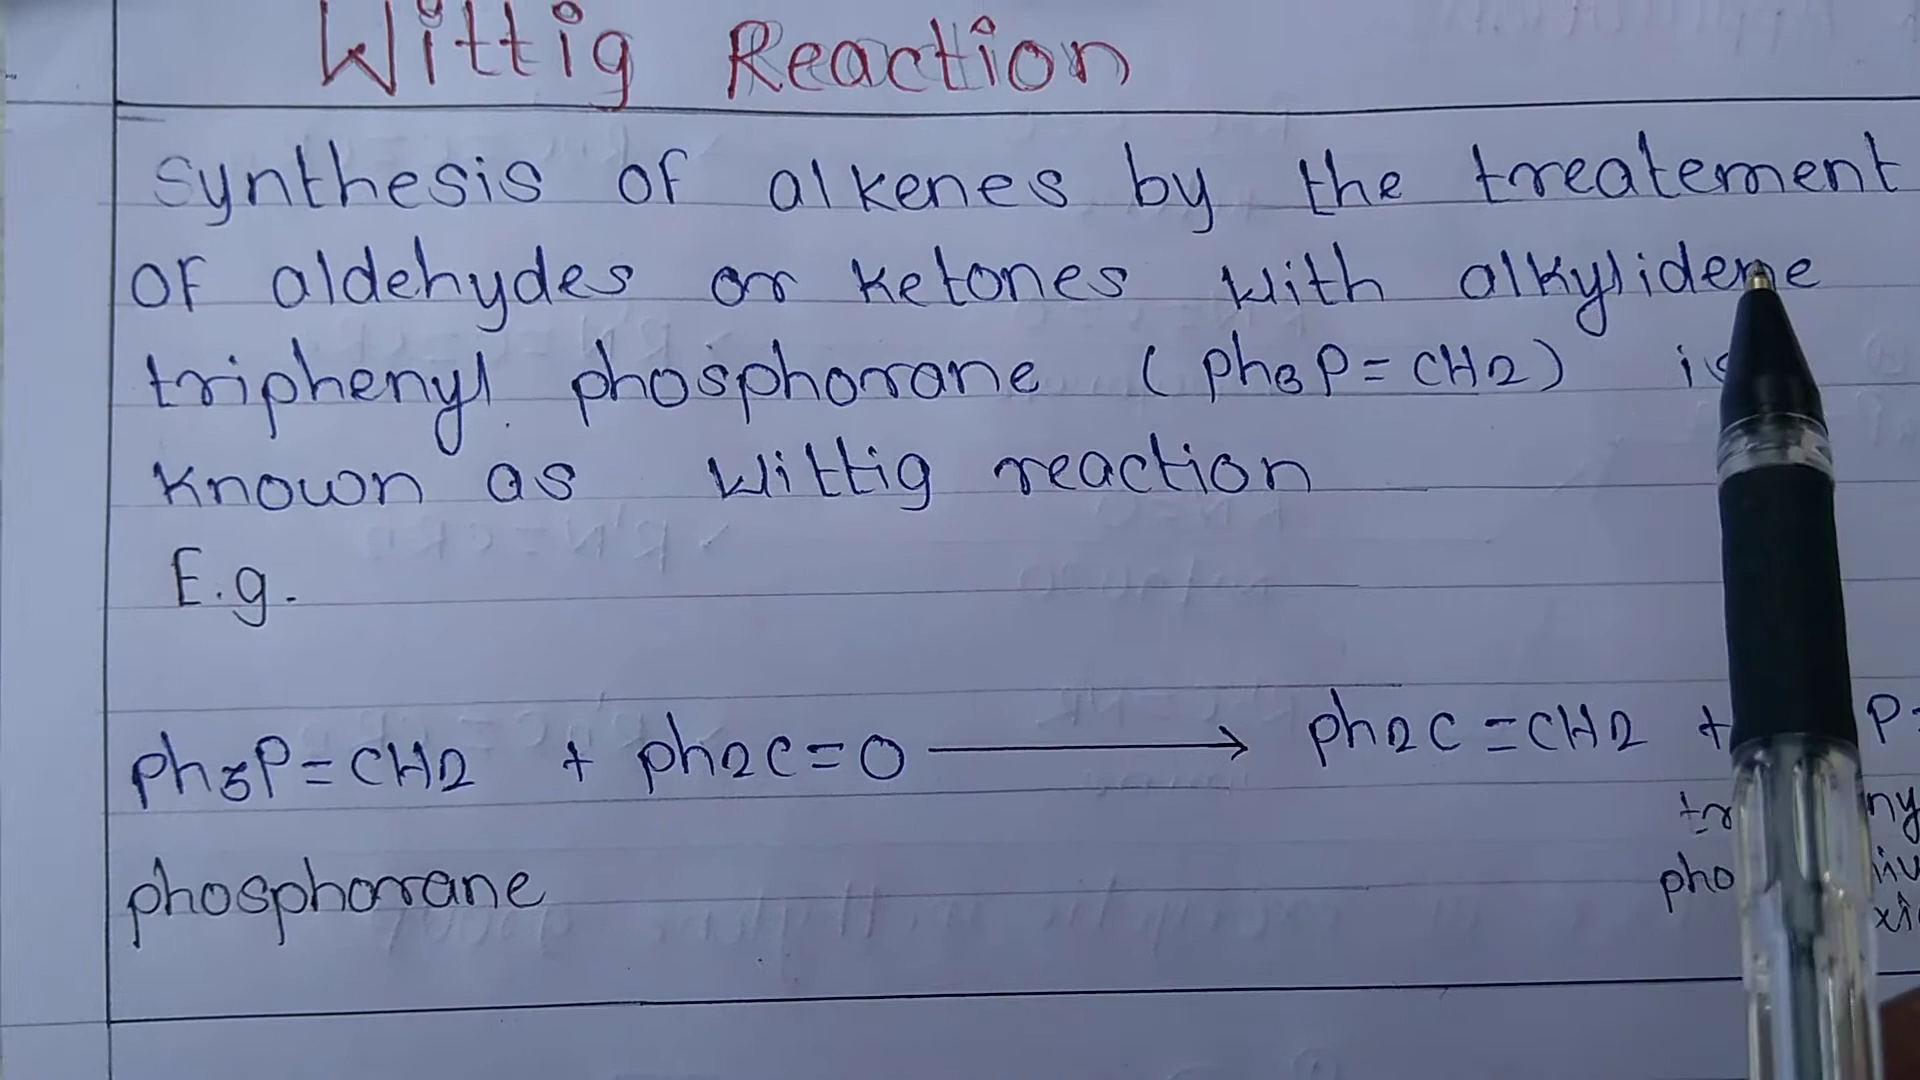 Wittig Reaction
Synthesis of alkenes by the treatement
of aldehydes or ketones with alkylidene
triphenyl phosphorane (Ph3P=CH2) is
known as Wittig reaction
E.g.
Ph3P=CH2 + Ph2C=O → Ph2C=CH2 + P=
phosphorane